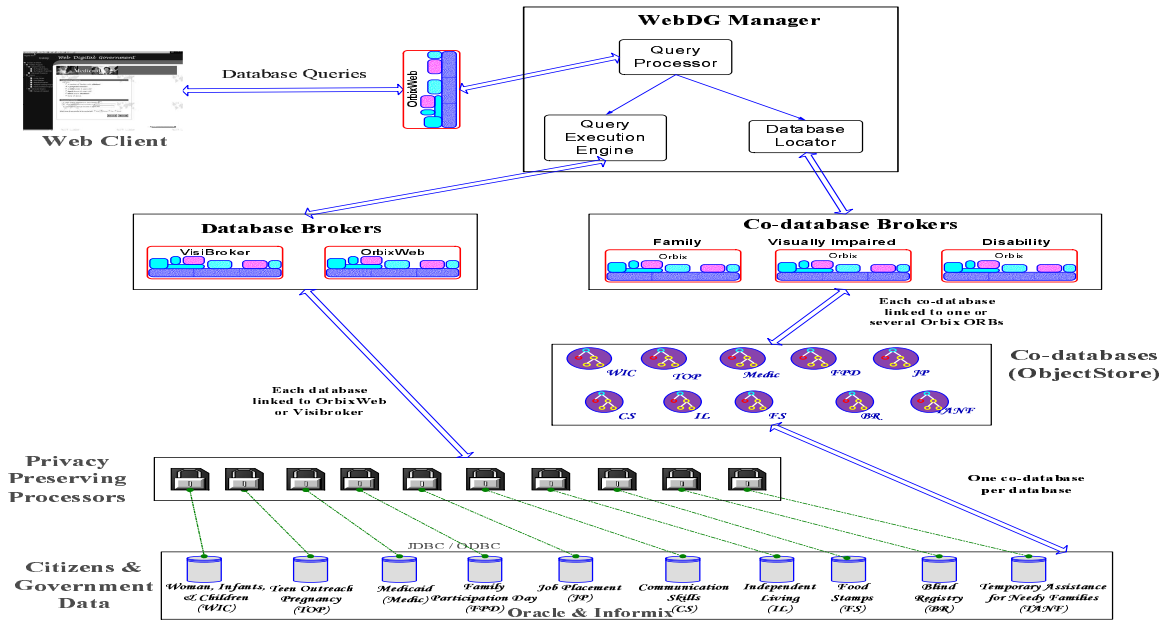 WebDG Manager
Query
Processor
Web Digital Government
Database Queries
OrbixWeb
Web Client
Query
Execution
Engine
Database
Locator
Database Brokers
VisiBroker
OrbixWeb
Co-database Brokers
Family
Visually Impaired
Disability
Orbix
Orbix
Orbix
Each co-database
linked to one or
several Orbix ORBs
WIC
TOP
Medic
FPD
JP
CS
IL
FS
BR
TANF
Co-databases
(ObjectStore)
Each database
linked to OrbixWeb
or Visibroker
Privacy
Preserving
Processors
One co-database
per database
JDBC / ODBC
Citizens &
Government
Data
Woman, Infants,
& Children
(WIC)
Teen Outreach
Pregnancy
(TOP)
Medicaid
(Medic)
Family
Participation Day
(FPD)
Job Placement
(JP)
Communication
Skills
(CS)
Independent
Living
(IL)
Food
Stamps
(FS)
Blind
Registry
(BR)
Temporary Assistance
for Needy Families
(TANF)
Oracle & Informix